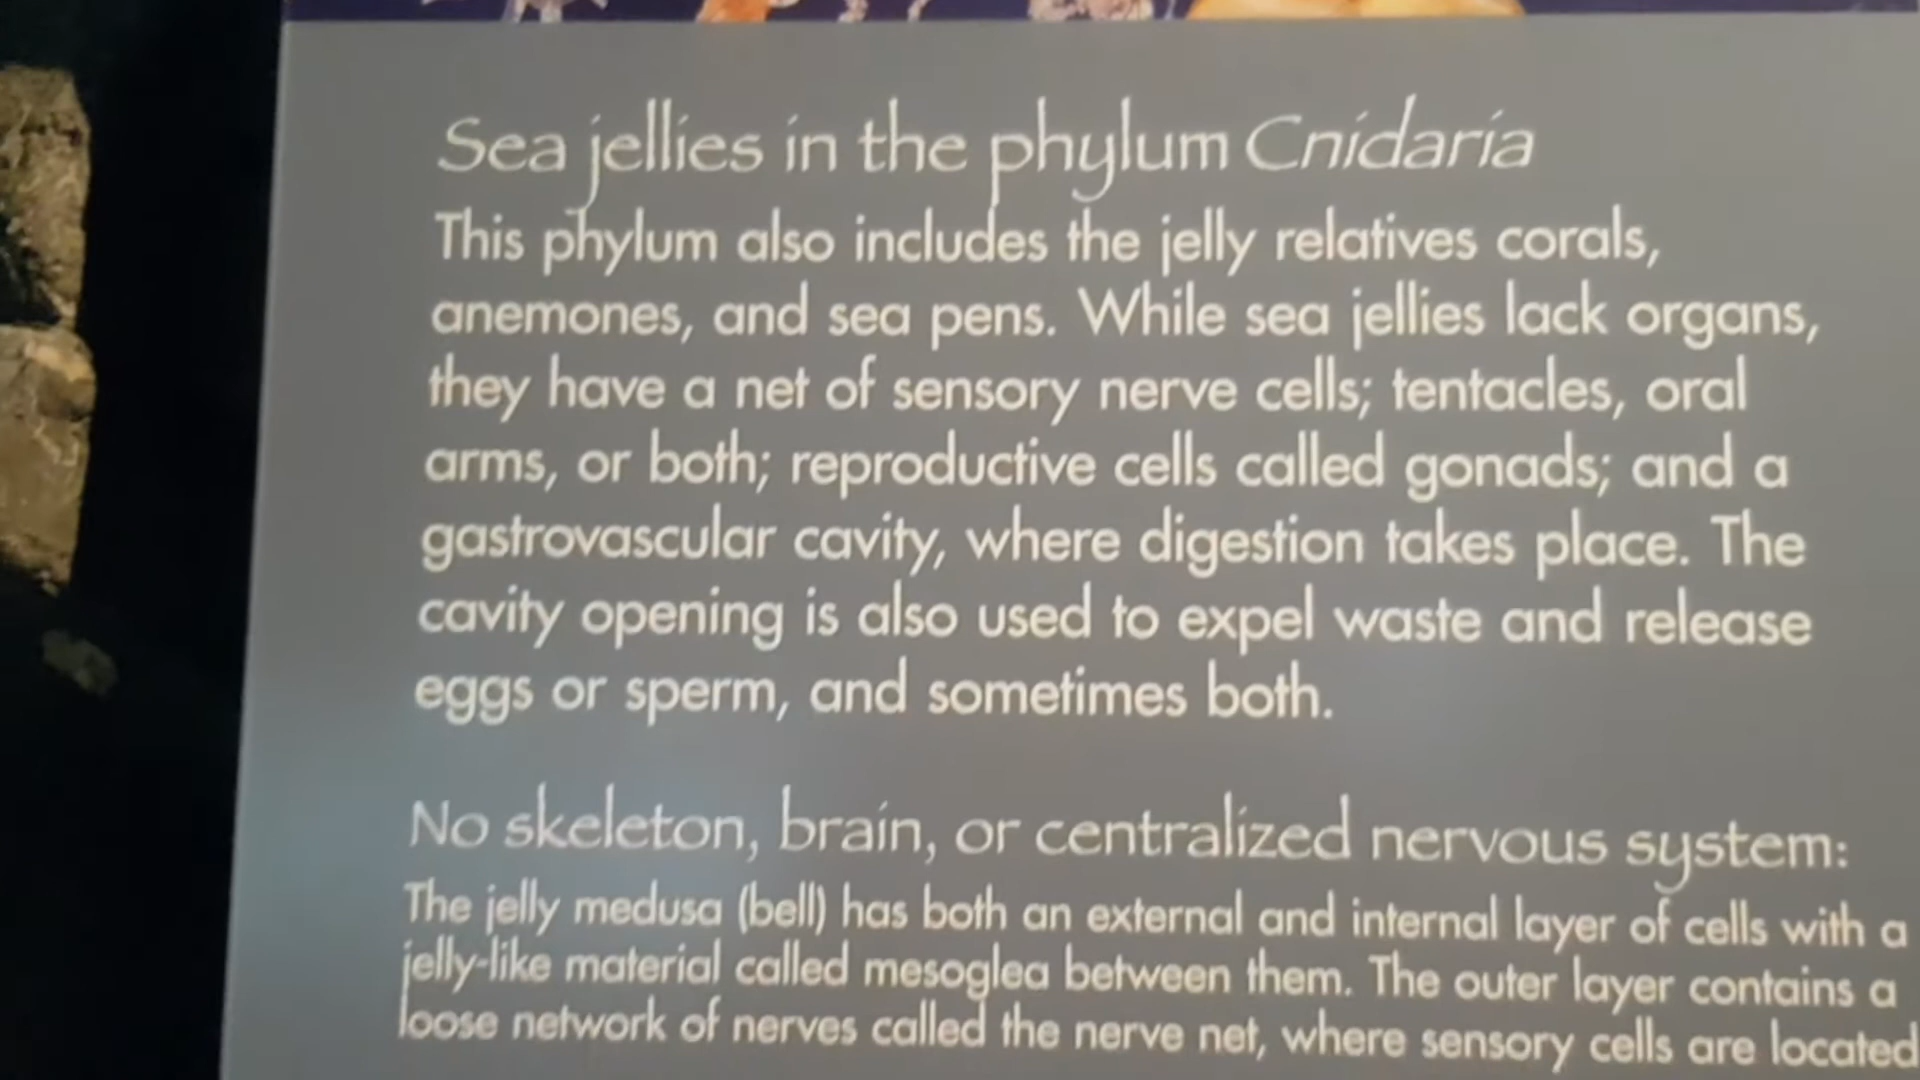 Sea jellies in the phylum Cnidaria
This phylum also includes the jelly relatives corals,
anemones, and sea pens. While sea jellies lack organs,
they have a net of sensory nerve cells; tentacles, oral
arms, or both; reproductive cells called gonads; and a
gastrovascular cavity, where digestion takes place. The
cavity opening is also used to expel waste and release
eggs or sperm, and sometimes both.
No skeleton, brain, or centralized nervous system:
The jelly medusa (bell) has both an external and internal layer of cells with a
jelly-like material called mesoglea between them. The outer layer contains a
loose network of nerves called the nerve net, where sensory cells are located